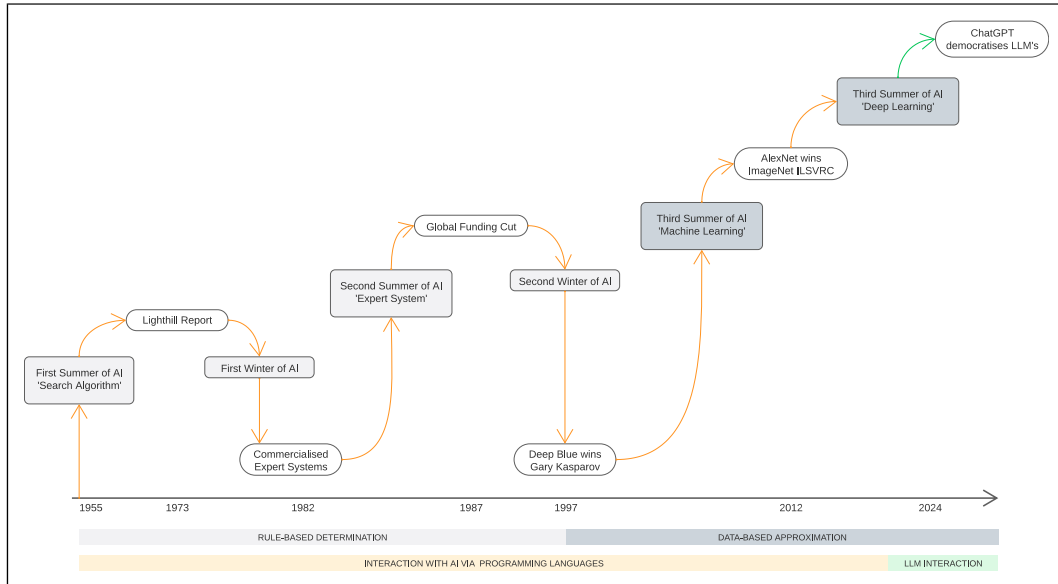 ChatGPT
democratises LLM's
Third Summer of AI
'Deep Learning'
AlexNet wins
ImageNet ILSVRC
Third Summer of AI
'Machine Learning'
Global Funding Cut
Second Summer of AI
'Expert System'
Second Winter of AI
Lighthill Report
First Summer of AI
'Search Algorithm'
First Winter of AI
Commercialised
Expert Systems
Deep Blue wins
Gary Kasparov
1955 1973 1982 1987 1997 2012 2024
RULE-BASED DETERMINATION DATA-BASED APPROXIMATION
INTERACTION WITH AI VIA PROGRAMMING LANGUAGES LLM INTERACTION